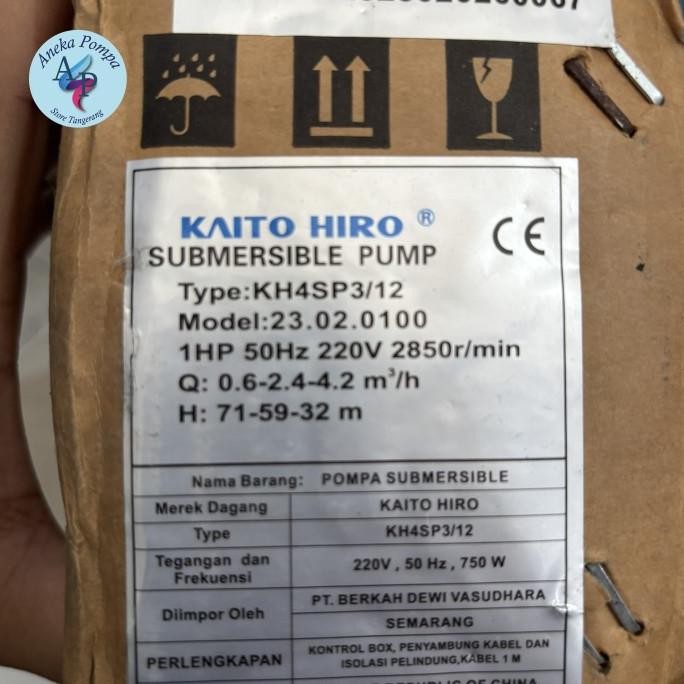 Aneka Pompa
AP
Store Tangerang
KAITO HIRO ®
CE
SUBMERSIBLE PUMP
Type:KH4SP3/12
Model:23.02.0100
1HP 50Hz 220V 2850r/min
Q: 0.6-2.4-4.2 m³/h
H: 71-59-32 m
Nama Barang: POMPA SUBMERSIBLE
Merek Dagang KAITO HIRO
Type KH4SP3/12
Tegangan dan
Frekuensi
220V , 50 Hz , 750 W
Diimpor Oleh
PT. BERKAH DEWI VASUDHARA
SEMARANG
PERLENGKAPAN
KONTROL BOX, PENYAMBUNG KABEL DAN
ISOLASI PELINDUNG,KABEL 1 M
REPUBLIC OF CHINA